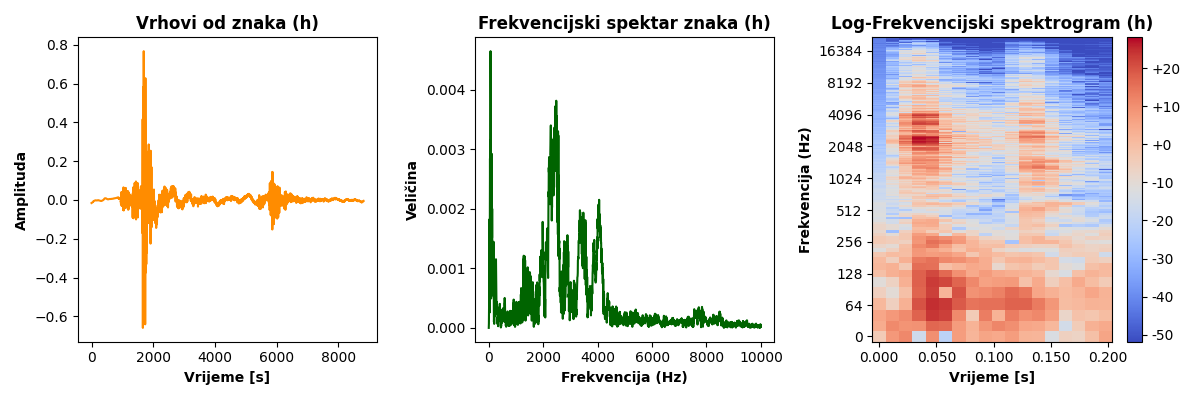 Vrhovi od znaka (h)
Amplituda
0.8
0.6
0.4
0.2
0.0
−0.2
−0.4
−0.6
0 2000 4000 6000 8000
Vrijeme [s]
Frekvencijski spektar znaka (h)
Veličina
0.004
0.003
0.002
0.001
0.000
0 2000 4000 6000 8000 10000
Frekvencija (Hz)
Log-Frekvencijski spektrogram (h)
Frekvencija (Hz)
16384
8192
4096
2048
1024
512
256
128
64
0
0.000 0.050 0.100 0.150 0.200
Vrijeme [s]
+20
+10
+0
-10
-20
-30
-40
-50